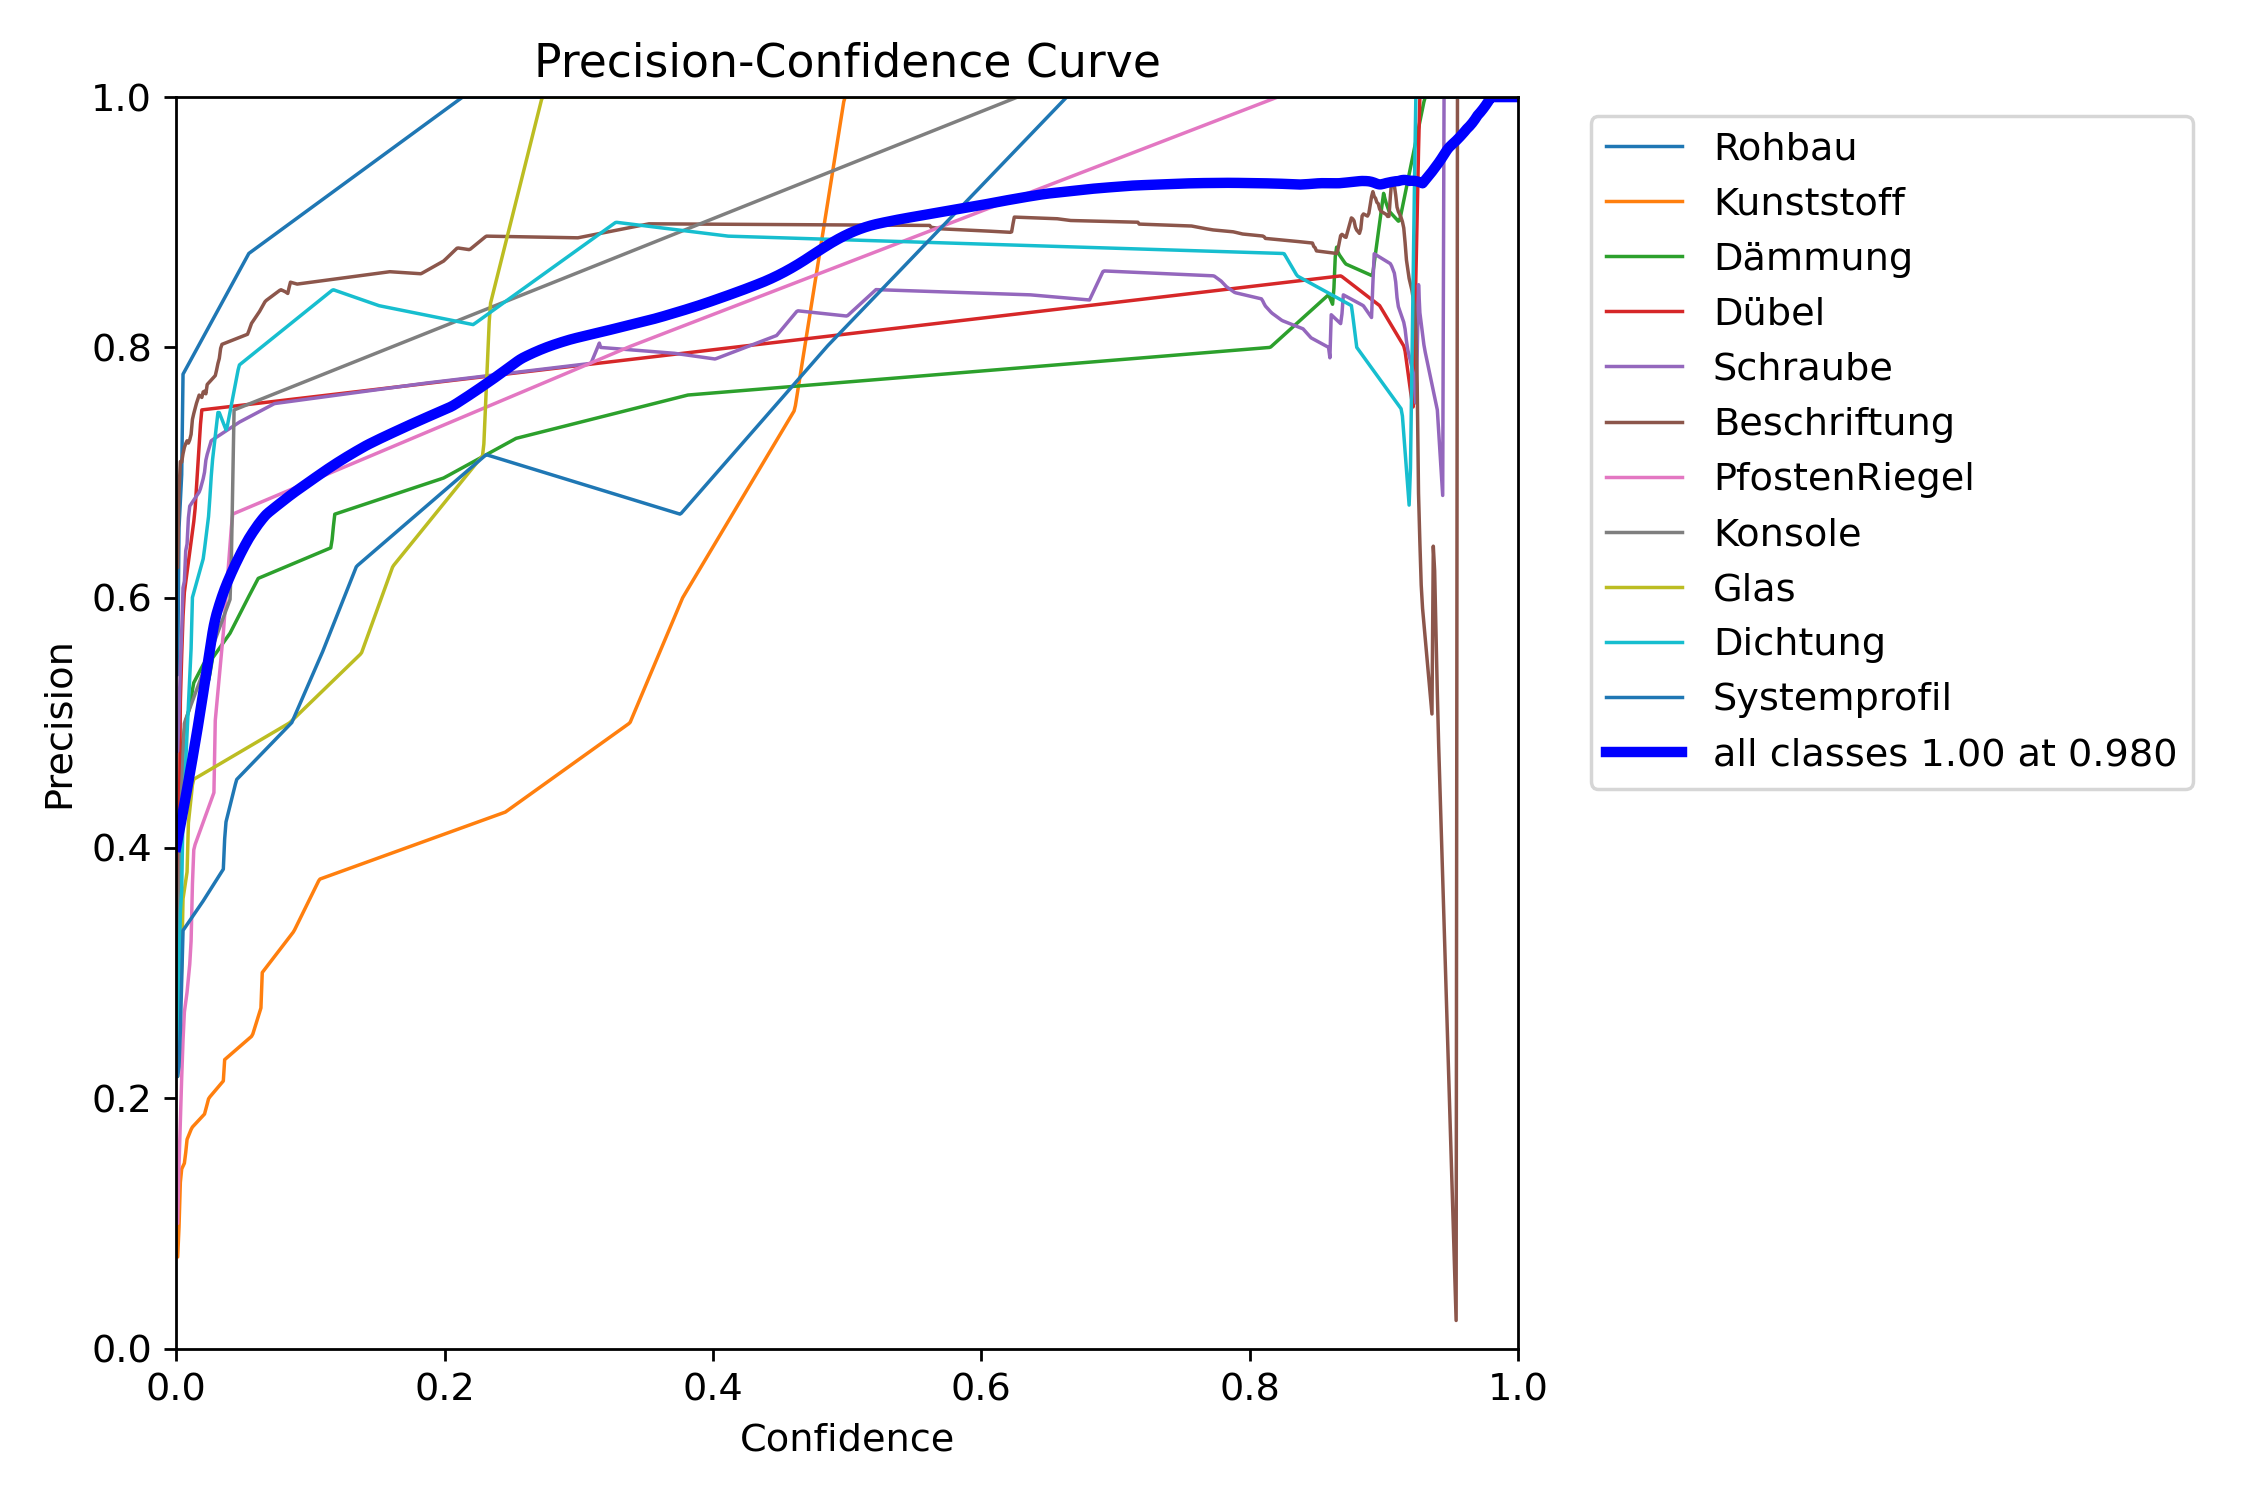 Precision-Confidence Curve
1.0
0.8
0.6
0.4
0.2
0.0
Precision
0.0 0.2 0.4 0.6 0.8 1.0
Confidence
Rohbau
Kunststoff
Dämmung
Dübel
Schraube
Beschriftung
PfostenRiegel
Konsole
Glas
Dichtung
Systemprofil
all classes 1.00 at 0.980